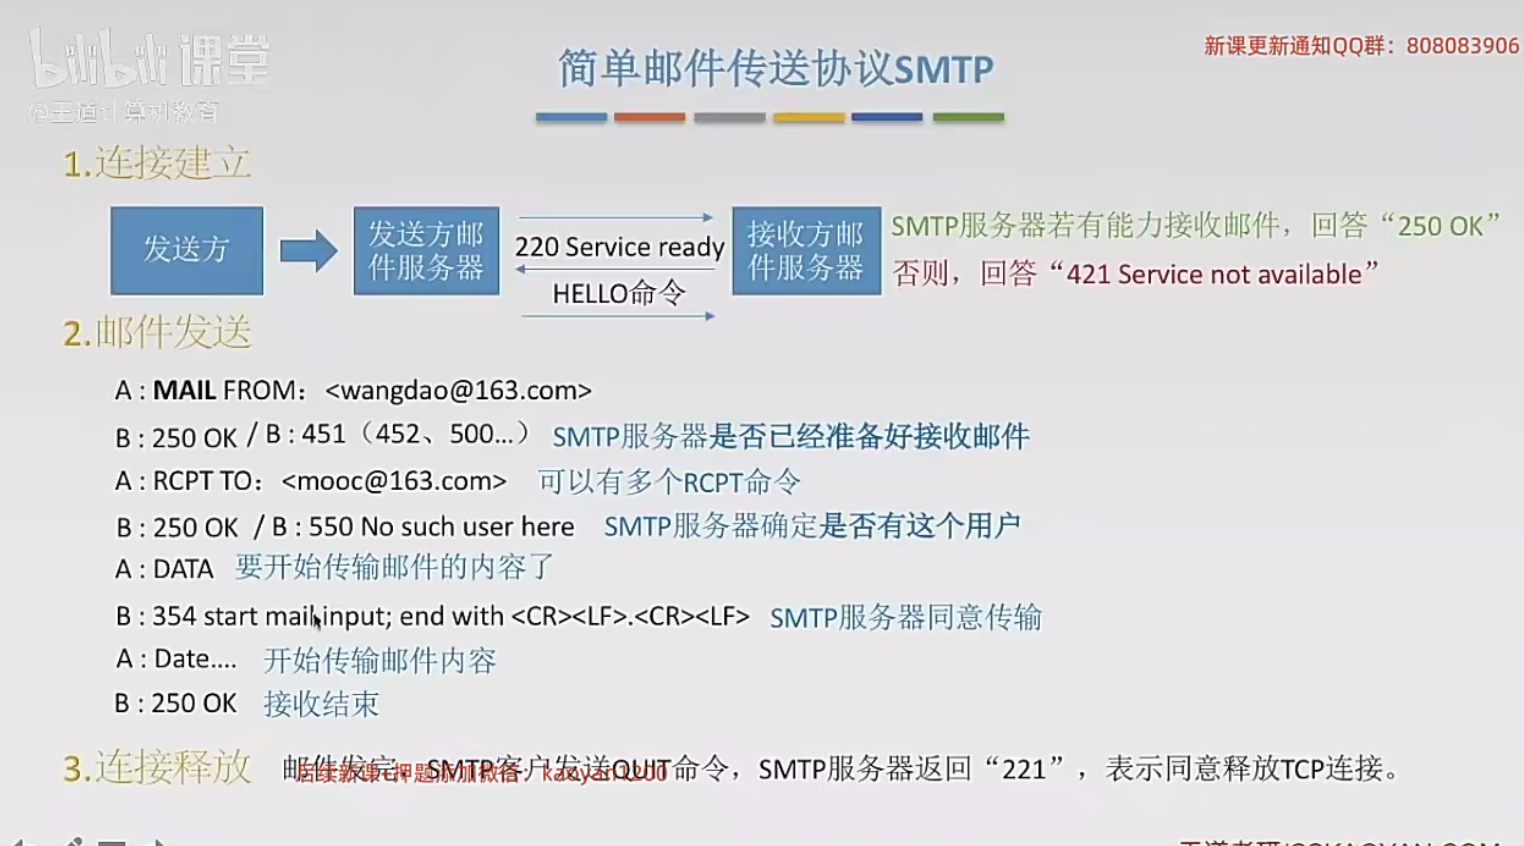 bilibili课堂
@王道计算机教育
简单邮件传送协议SMTP
新课更新通知QQ群：808083906
1.连接建立
发送方
发送方邮
件服务器
220 Service ready
HELLO命令
接收方邮
件服务器
SMTP服务器若有能力接收邮件，回答“250 OK”
否则，回答“421 Service not available”
2.邮件发送
A : MAIL FROM：<wangdao@163.com>
B : 250 OK / B : 451（452、500...） SMTP服务器是否已经准备好接收邮件
A : RCPT TO：<mooc@163.com> 可以有多个RCPT命令
B : 250 OK / B : 550 No such user here SMTP服务器确定是否有这个用户
A : DATA 要开始传输邮件的内容了
B : 354 start mail input; end with <CR><LF>.<CR><LF> SMTP服务器同意传输
A : Date.... 开始传输邮件内容
B : 250 OK 接收结束
3.连接释放 邮件发完，SMTP客户发送QUIT命令，SMTP服务器返回“221”，表示同意释放TCP连接。
后续新课+押题添加微信：kaoyan1200
王道考研/CSKAOYAN.COM